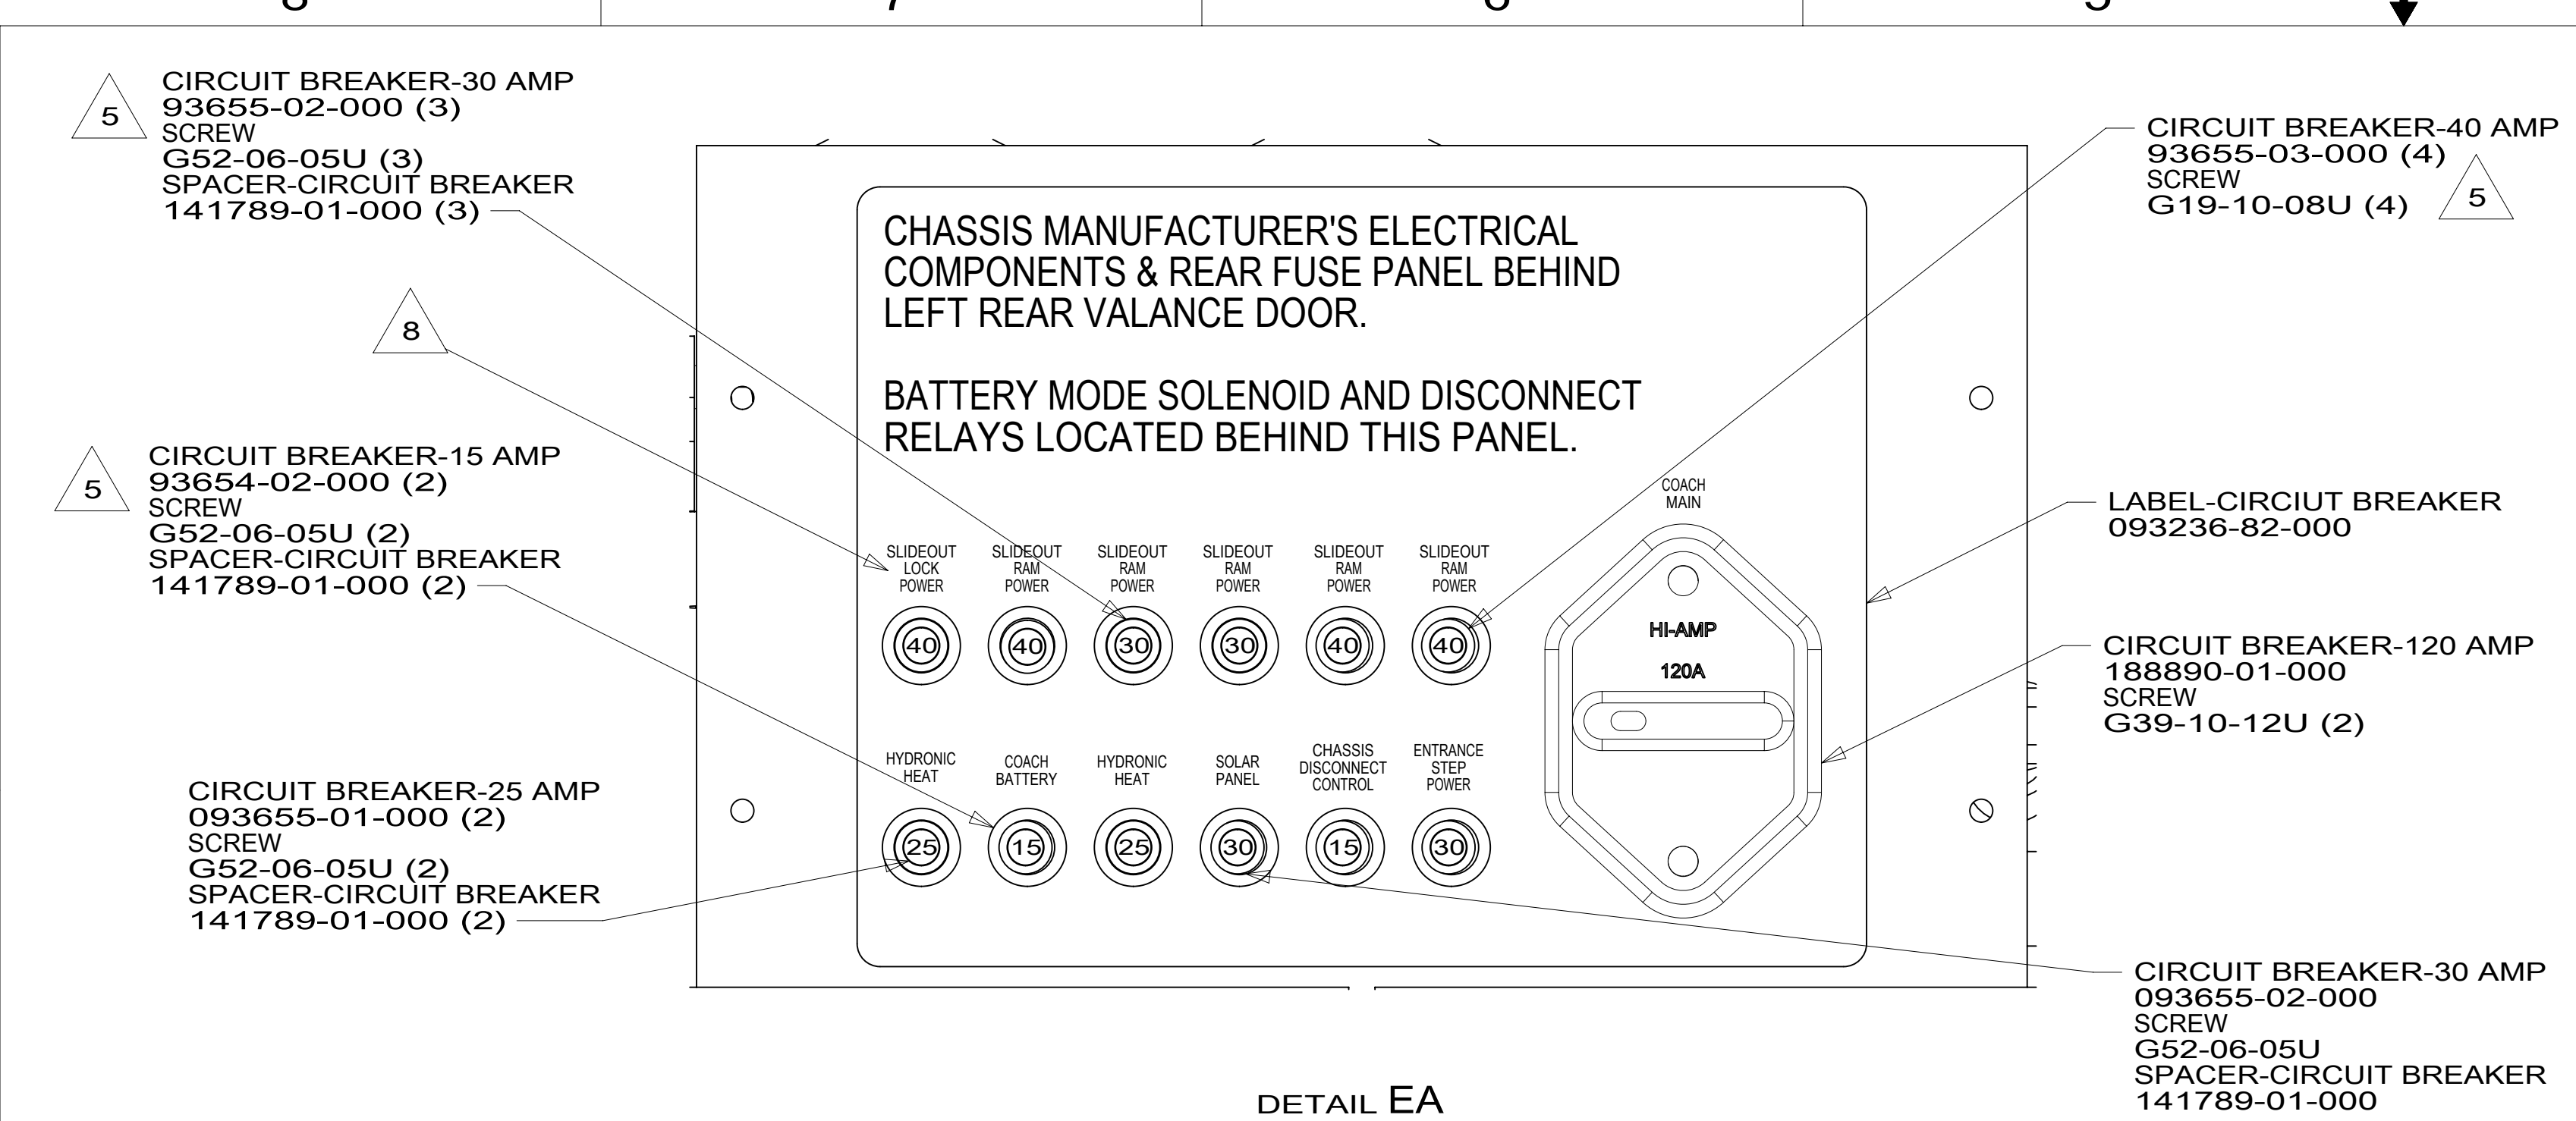 5
CIRCUIT BREAKER-30 AMP
93655-02-000 (3)
SCREW
G52-06-05U (3)
SPACER-CIRCUIT BREAKER
141789-01-000 (3)
8
5
CIRCUIT BREAKER-15 AMP
93654-02-000 (2)
SCREW
G52-06-05U (2)
SPACER-CIRCUIT BREAKER
141789-01-000 (2)
CIRCUIT BREAKER-25 AMP
093655-01-000 (2)
SCREW
G52-06-05U (2)
SPACER-CIRCUIT BREAKER
141789-01-000 (2)
CHASSIS MANUFACTURER'S ELECTRICAL
COMPONENTS & REAR FUSE PANEL BEHIND
LEFT REAR VALANCE DOOR.
BATTERY MODE SOLENOID AND DISCONNECT
RELAYS LOCATED BEHIND THIS PANEL.
SLIDEOUT
LOCK
POWER
SLIDEOUT
RAM
POWER
SLIDEOUT
RAM
POWER
SLIDEOUT
RAM
POWER
SLIDEOUT
RAM
POWER
SLIDEOUT
RAM
POWER
40
40
30
30
40
40
HYDRONIC
HEAT
COACH
BATTERY
HYDRONIC
HEAT
SOLAR
PANEL
CHASSIS
DISCONNECT
CONTROL
ENTRANCE
STEP
POWER
25
15
25
30
15
30
COACH
MAIN
HI-AMP
120A
CIRCUIT BREAKER-40 AMP
93655-03-000 (4)
SCREW
G19-10-08U (4)
5
LABEL-CIRCIUT BREAKER
093236-82-000
CIRCUIT BREAKER-120 AMP
188890-01-000
SCREW
G39-10-12U (2)
CIRCUIT BREAKER-30 AMP
093655-02-000
SCREW
G52-06-05U
SPACER-CIRCUIT BREAKER
141789-01-000
DETAIL EA